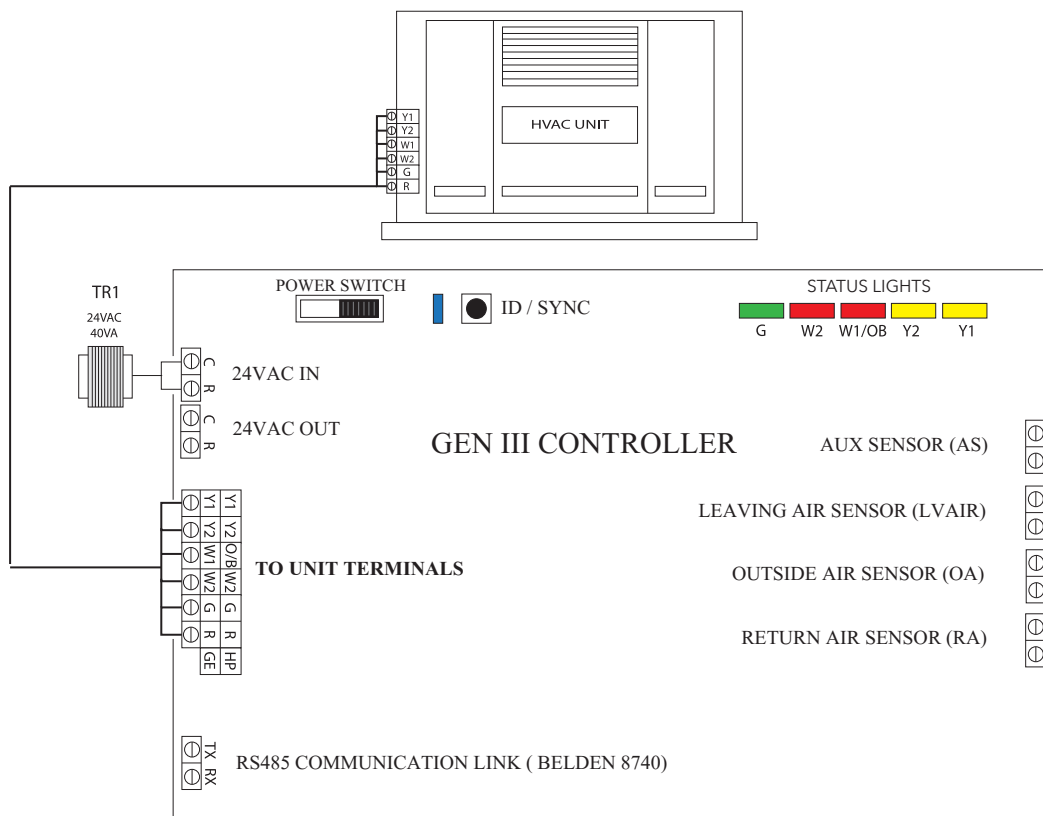 Y1
Y2
W1
W2
G
R
HVAC UNIT
TR1
24VAC
40VA
POWER SWITCH
ID / SYNC
STATUS LIGHTS
G W2 W1/OB Y2 Y1
C
R
24VAC IN
C
R
24VAC OUT
GEN III CONTROLLER
AUX SENSOR (AS)
LEAVING AIR SENSOR (LVAIR)
OUTSIDE AIR SENSOR (OA)
RETURN AIR SENSOR (RA)
Y1 Y1
Y2 Y2
W1 O/B
W2 W2
G G
R R
GE HP
TO UNIT TERMINALS
TX
RX
RS485 COMMUNICATION LINK ( BELDEN 8740)